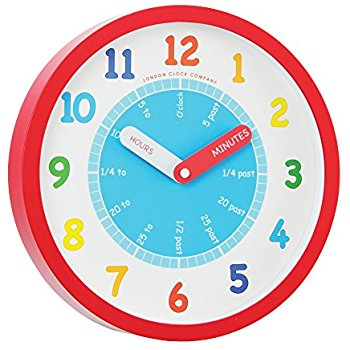 12
1
2
3
4
5
6
7
8
9
10
11
LONDON CLOCK COMPANY
O'clock
5 past
1/4 past
20 past
25 past
1/2 past
25 to
20 to
1/4 to
10
5 to
HOURS
MINUTES